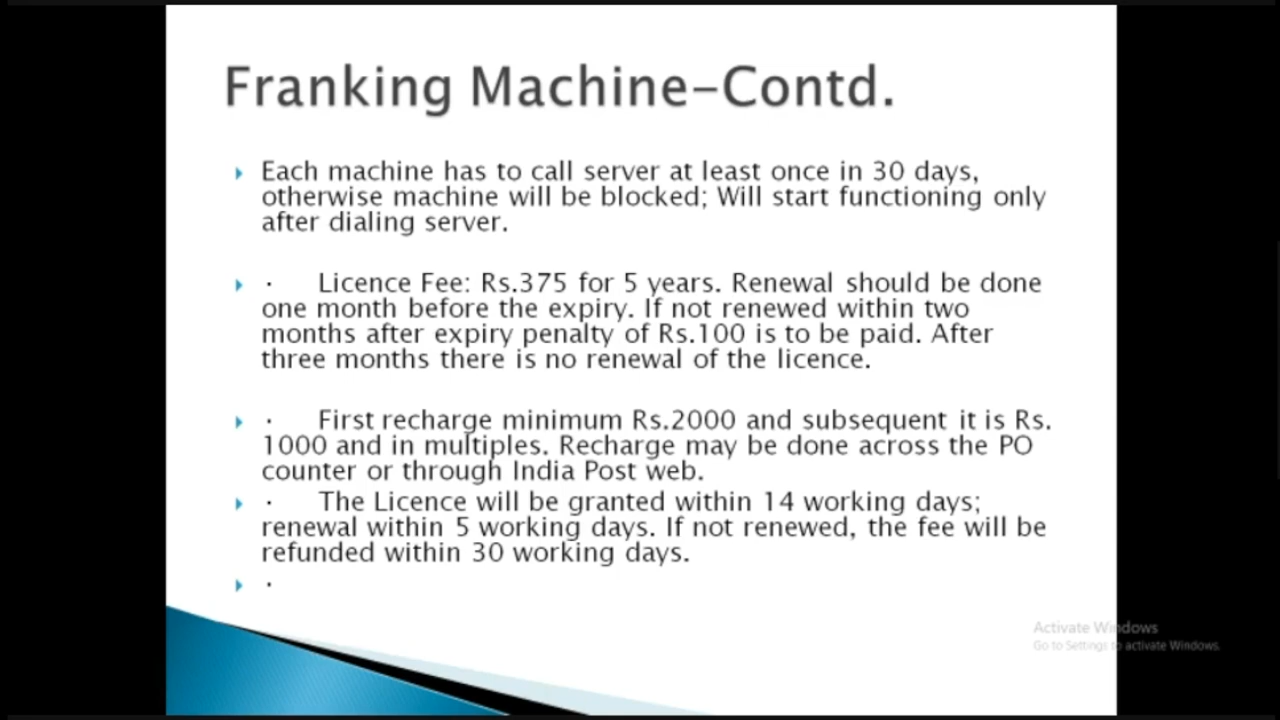 Franking Machine-Contd.
Each machine has to call server at least once in 30 days,
otherwise machine will be blocked; Will start functioning only
after dialing server.
· Licence Fee: Rs.375 for 5 years. Renewal should be done
one month before the expiry. If not renewed within two
months after expiry penalty of Rs.100 is to be paid. After
three months there is no renewal of the licence.
· First recharge minimum Rs.2000 and subsequent it is Rs.
1000 and in multiples. Recharge may be done across the PO
counter or through India Post web.
· The Licence will be granted within 14 working days;
renewal within 5 working days. If not renewed, the fee will be
refunded within 30 working days.
·
Activate Windows
Go to Settings to activate Windows.